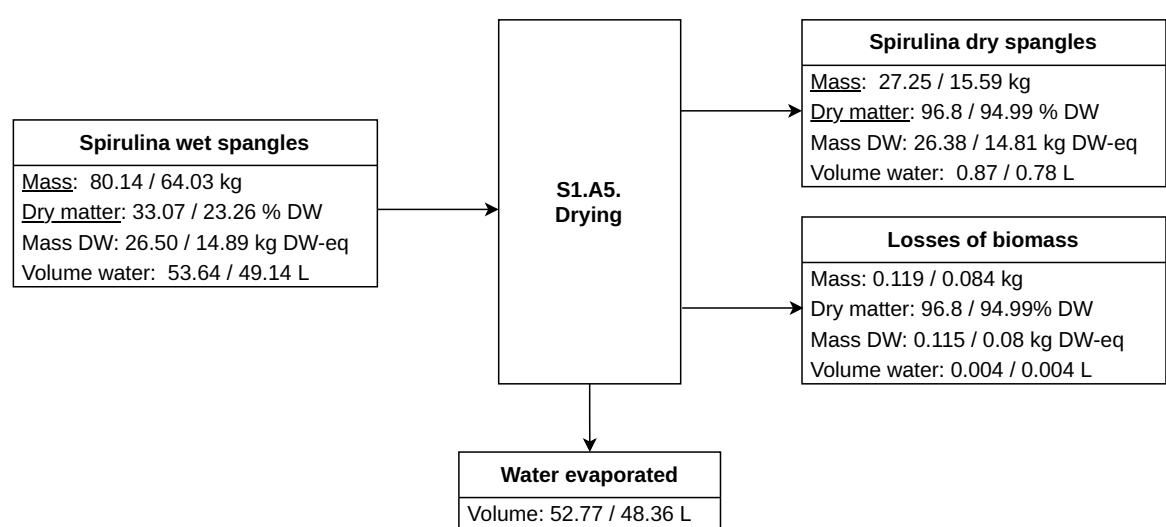 Spirulina wet spangles
Mass: 80.14 / 64.03 kg
Dry matter: 33.07 / 23.26 % DW
Mass DW: 26.50 / 14.89 kg DW-eq
Volume water: 53.64 / 49.14 L
S1.A5.
Drying
Spirulina dry spangles
Mass: 27.25 / 15.59 kg
Dry matter: 96.8 / 94.99 % DW
Mass DW: 26.38 / 14.81 kg DW-eq
Volume water: 0.87 / 0.78 L
Losses of biomass
Mass: 0.119 / 0.084 kg
Dry matter: 96.8 / 94.99% DW
Mass DW: 0.115 / 0.08 kg DW-eq
Volume water: 0.004 / 0.004 L
Water evaporated
Volume: 52.77 / 48.36 L